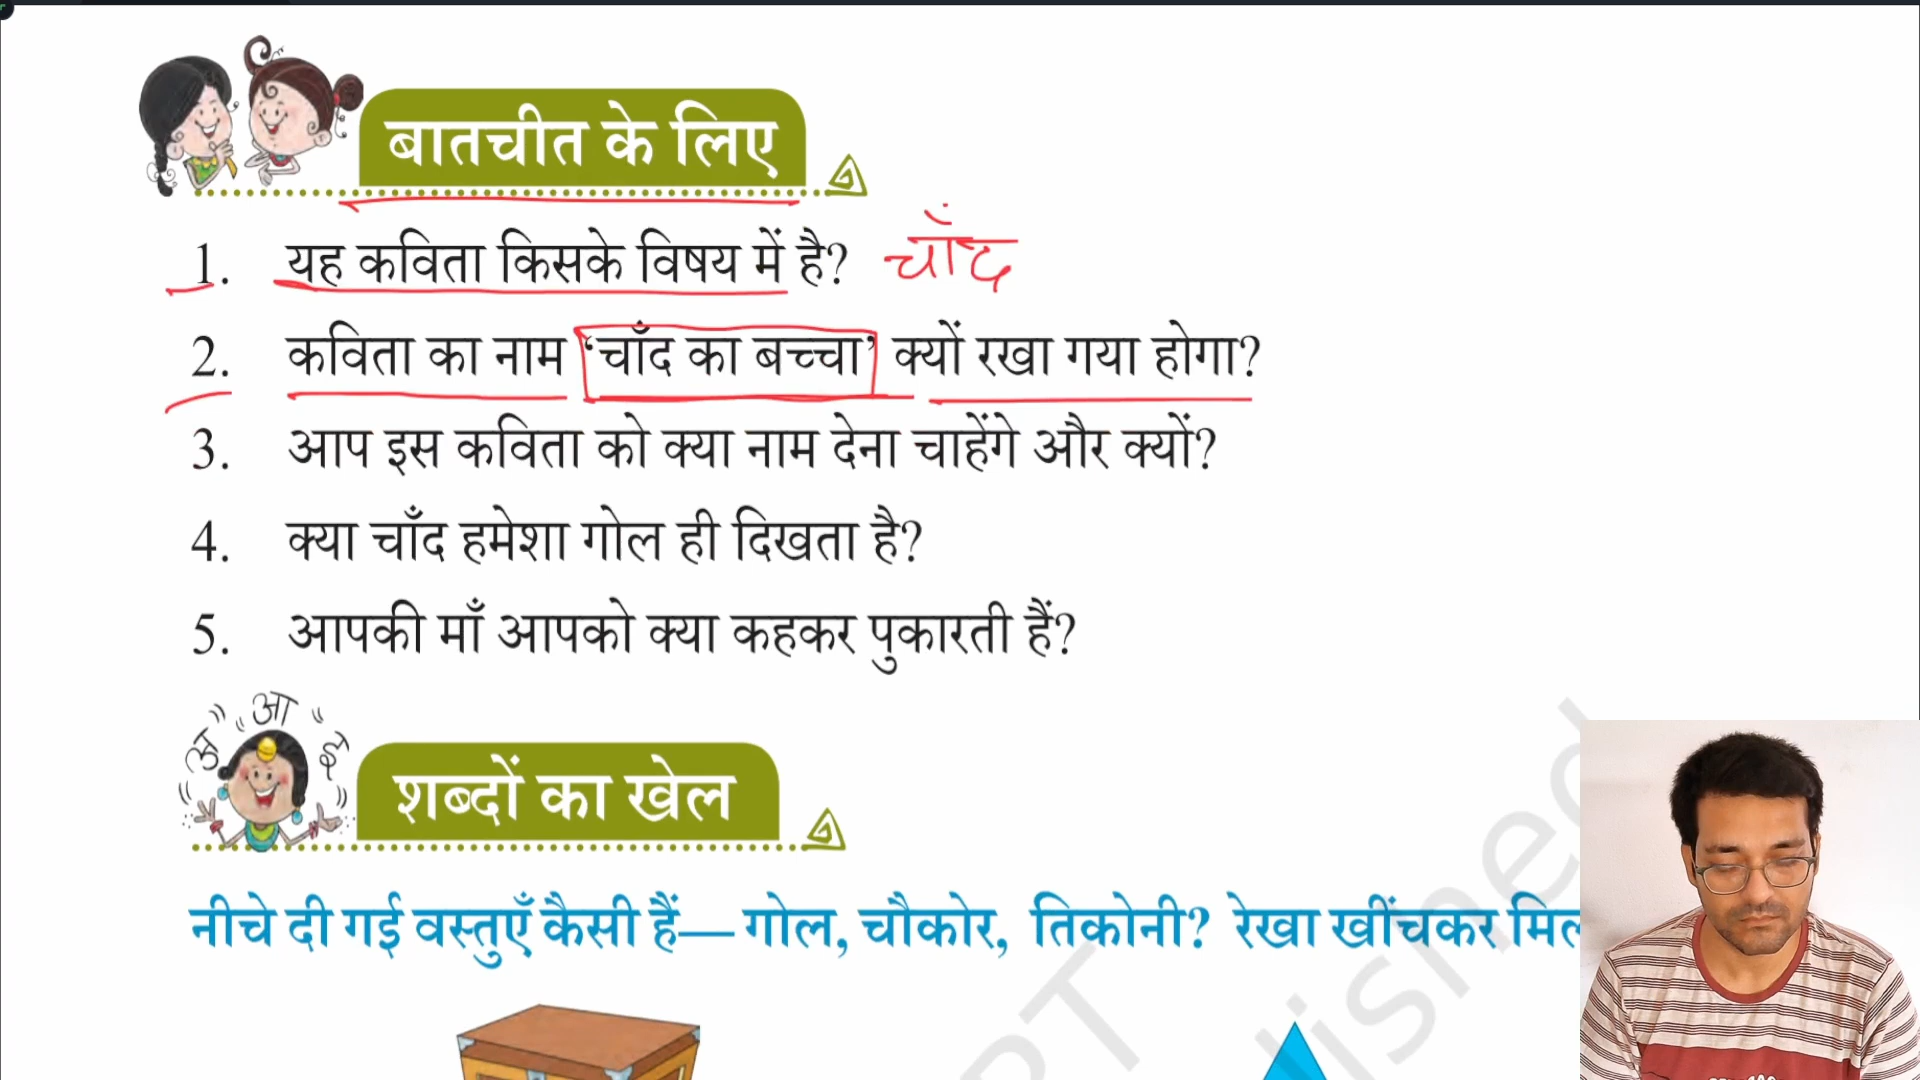 बातचीत के लिए
1. यह कविता किसके विषय में है? चाँद
2. कविता का नाम ‘चाँद का बच्चा’ क्यों रखा गया होगा?
3. आप इस कविता को क्या नाम देना चाहेंगे और क्यों?
4. क्या चाँद हमेशा गोल ही दिखता है?
5. आपकी माँ आपको क्या कहकर पुकारती हैं?
अ आ इ
शब्दों का खेल
नीचे दी गई वस्तुएँ कैसी हैं— गोल, चौकोर, तिकोनी? रेखा खींचकर